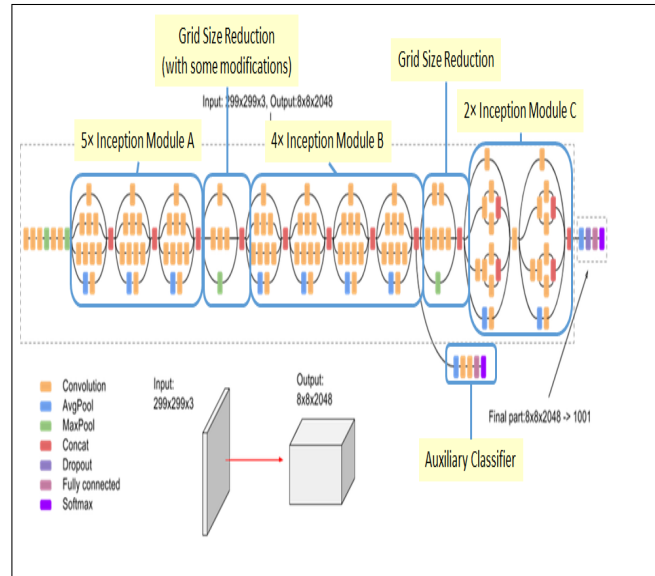 Grid Size Reduction
(with some modifications)
Grid Size Reduction
Input: 299x299x3, Output:8x8x2048
5× Inception Module A
4× Inception Module B
2× Inception Module C
Convolution
AvgPool
MaxPool
Concat
Dropout
Fully connected
Softmax
Input:
299x299x3
Output:
8x8x2048
Final part:8x8x2048 -> 1001
Auxiliary Classifier